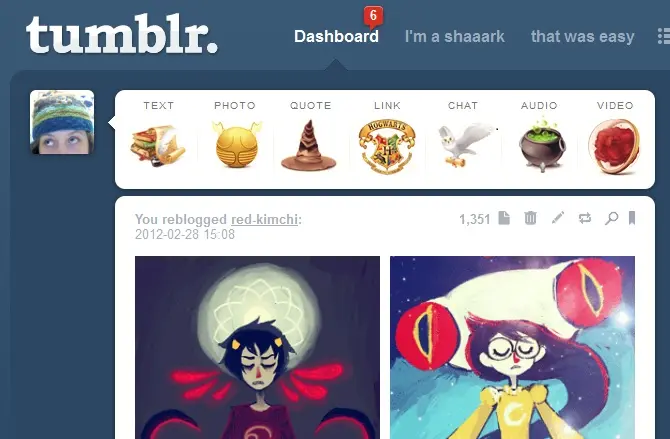 tumblr.
Dashboard 6 I'm a shaaark that was easy
TEXT PHOTO QUOTE LINK CHAT AUDIO VIDEO
HOGWARTS
H
You reblogged red-kimchi: 1,351
2012-02-28 15:08